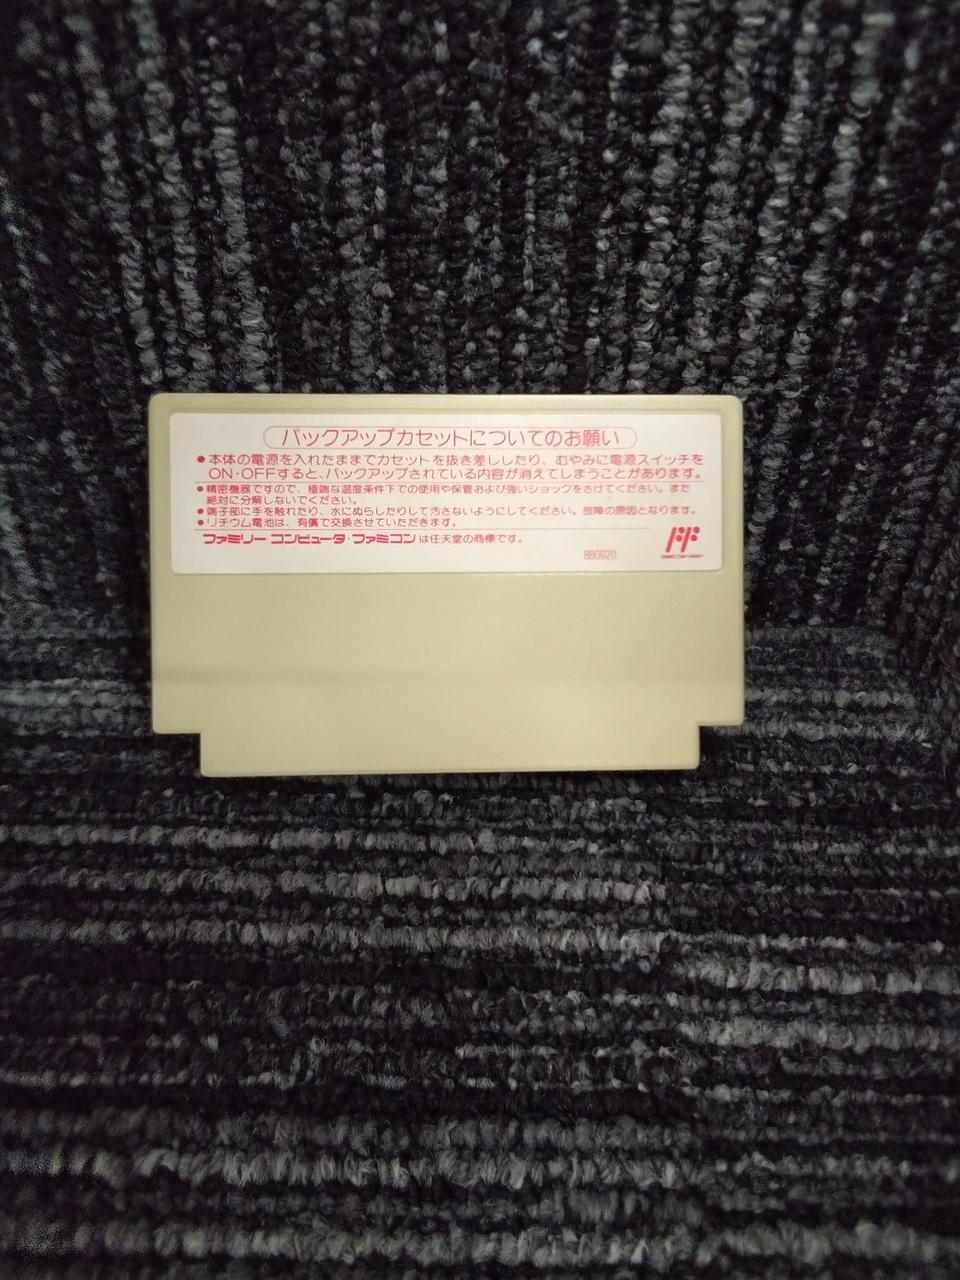 バックアップカセットについてのお願い
●本体の電源を入れたままでカセットを抜き差ししたり、むやみに電源スイッチを
ON・OFFすると、バックアップされている内容が消えてしまうことがあります。
●精密機器ですので、極端な温度条件下での使用や保管および強いショックをさけてください。また
絶対に分解しないでください。
●端子部に手を触れたり、水にぬらしたりして汚さないようにしてください。故障の原因となります。
●リチウム電池は、有償で交換させていただきます。
ファミリー コンピュータ・ファミコンは任天堂の商標です。
880920
FAMICOM FAMILY